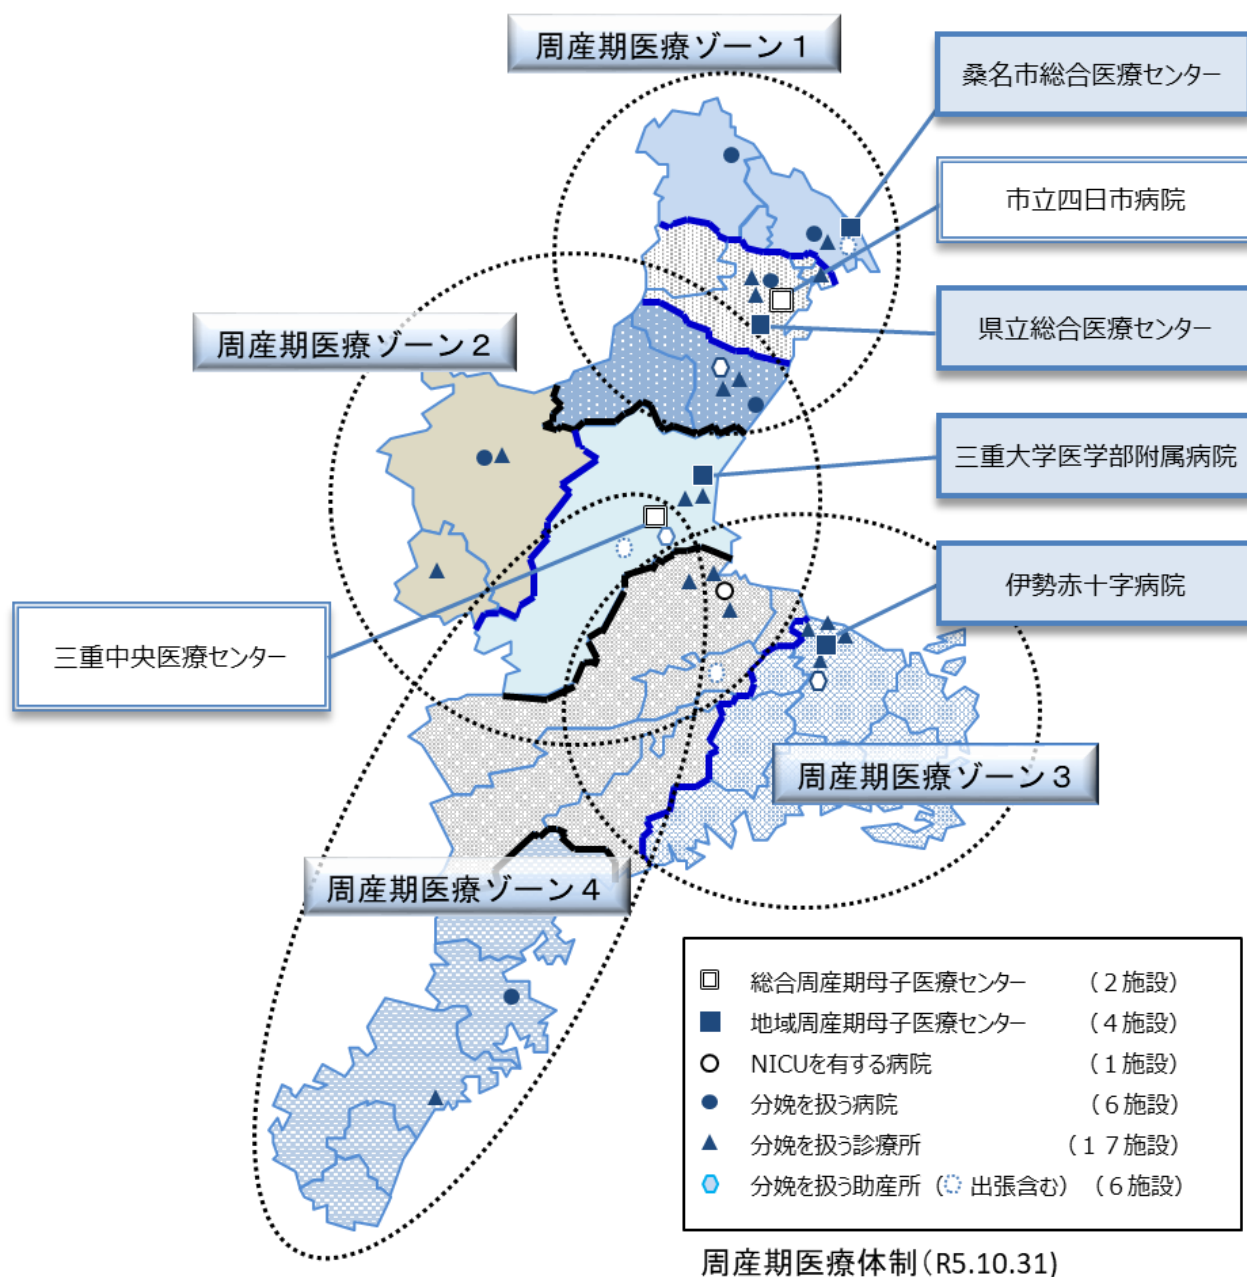 周産期医療ゾーン１
桑名市総合医療センター
市立四日市病院
県立総合医療センター
周産期医療ゾーン２
三重大学医学部附属病院
伊勢赤十字病院
三重中央医療センター
周産期医療ゾーン３
周産期医療ゾーン４
総合周産期母子医療センター （２施設）
地域周産期母子医療センター （４施設）
NICUを有する病院 （１施設）
分娩を扱う病院 （６施設）
分娩を扱う診療所 （１７施設）
分娩を扱う助産所（ 出張含む）（６施設）
周産期医療体制(R5.10.31)